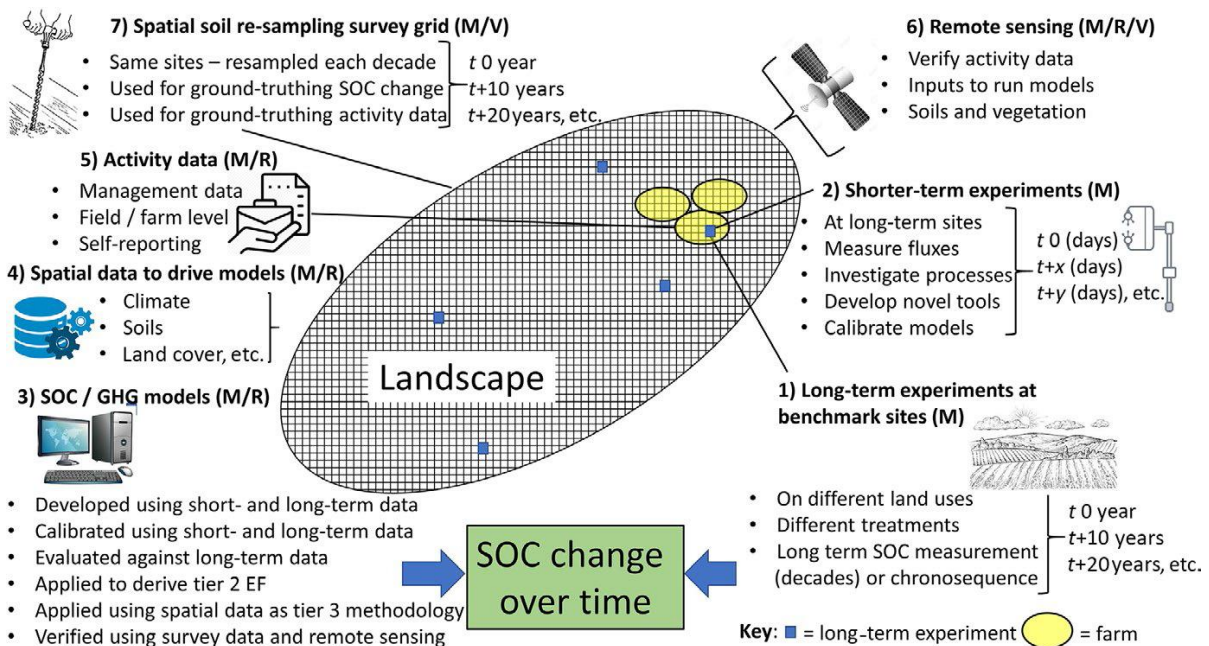 7) Spatial soil re-sampling survey grid (M/V)
• Same sites – resampled each decade
• Used for ground-truthing SOC change
• Used for ground-truthing activity data
t 0 year
t+10 years
t+20 years, etc.
6) Remote sensing (M/R/V)
• Verify activity data
• Inputs to run models
• Soils and vegetation
5) Activity data (M/R)
• Management data
• Field / farm level
• Self-reporting
2) Shorter-term experiments (M)
• At long-term sites
• Measure fluxes
• Investigate processes
• Develop novel tools
• Calibrate models
t 0 (days)
t+x (days)
t+y (days), etc.
4) Spatial data to drive models (M/R)
• Climate
• Soils
• Land cover, etc.
Landscape
3) SOC / GHG models (M/R)
• Developed using short- and long-term data
• Calibrated using short- and long-term data
• Evaluated against long-term data
• Applied to derive tier 2 EF
• Applied using spatial data as tier 3 methodology
• Verified using survey data and remote sensing
1) Long-term experiments at
benchmark sites (M)
• On different land uses
• Different treatments
• Long term SOC measurement
(decades) or chronosequence
t 0 year
t+10 years
t+20 years, etc.
SOC change
over time
Key: = long-term experiment = farm